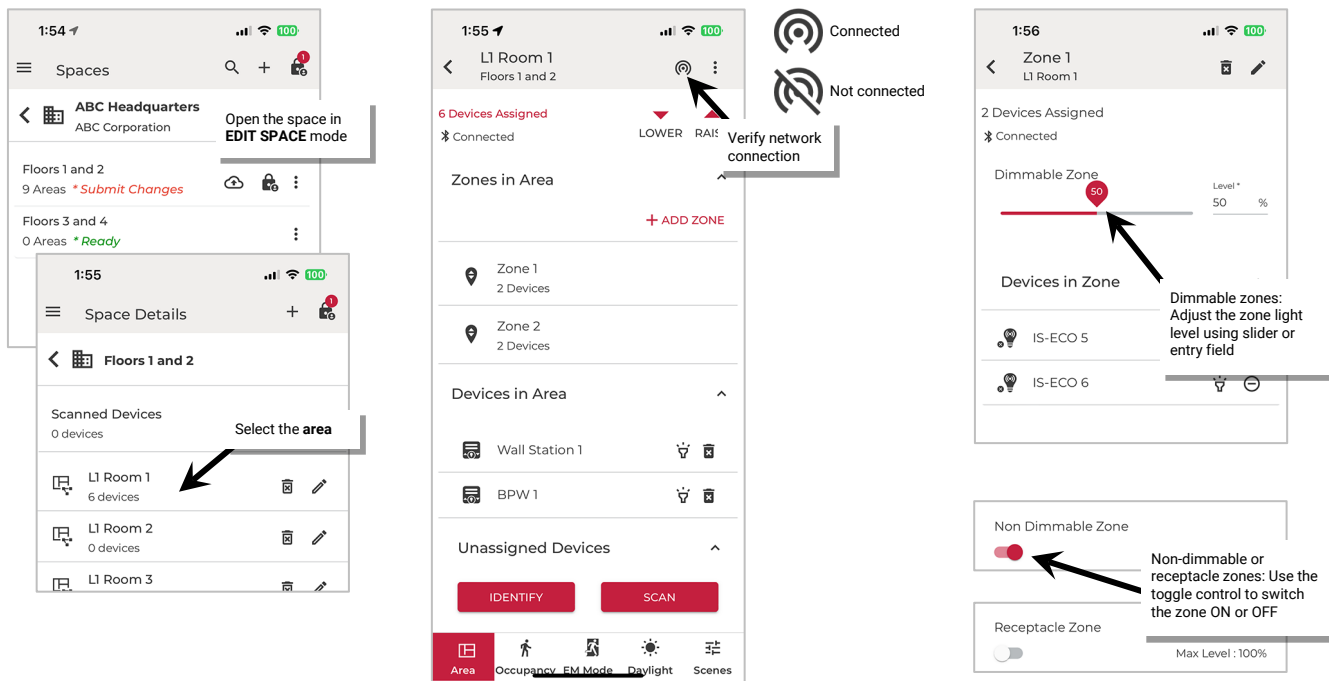 1:54
100
Spaces
1
ABC Headquarters
ABC Corporation
Open the space in
EDIT SPACE mode
Floors 1 and 2
9 Areas * Submit Changes
Floors 3 and 4
0 Areas * Ready
1:55
100
Space Details
1
Floors 1 and 2
Scanned Devices
0 devices
Select the area
L1 Room 1
6 devices
L1 Room 2
0 devices
L1 Room 3
1:55
100
L1 Room 1
Floors 1 and 2
Connected
Not connected
6 Devices Assigned
Connected
LOWER
Verify network
connection
Zones in Area
+ ADD ZONE
Zone 1
2 Devices
Zone 2
2 Devices
Devices in Area
Wall Station 1
BPW 1
Unassigned Devices
IDENTIFY
SCAN
Area
Occupancy
EM Mode
Daylight
Scenes
1:56
100
Zone 1
L1 Room 1
2 Devices Assigned
Connected
Dimmable Zone
50
Level *
50 %
Devices in Zone
Dimmable zones:
Adjust the zone light
level using slider or
entry field
IS-ECO 5
IS-ECO 6
Non Dimmable Zone
Non-dimmable or
receptacle zones: Use the
toggle control to switch
the zone ON or OFF
Receptacle Zone
Max Level : 100%